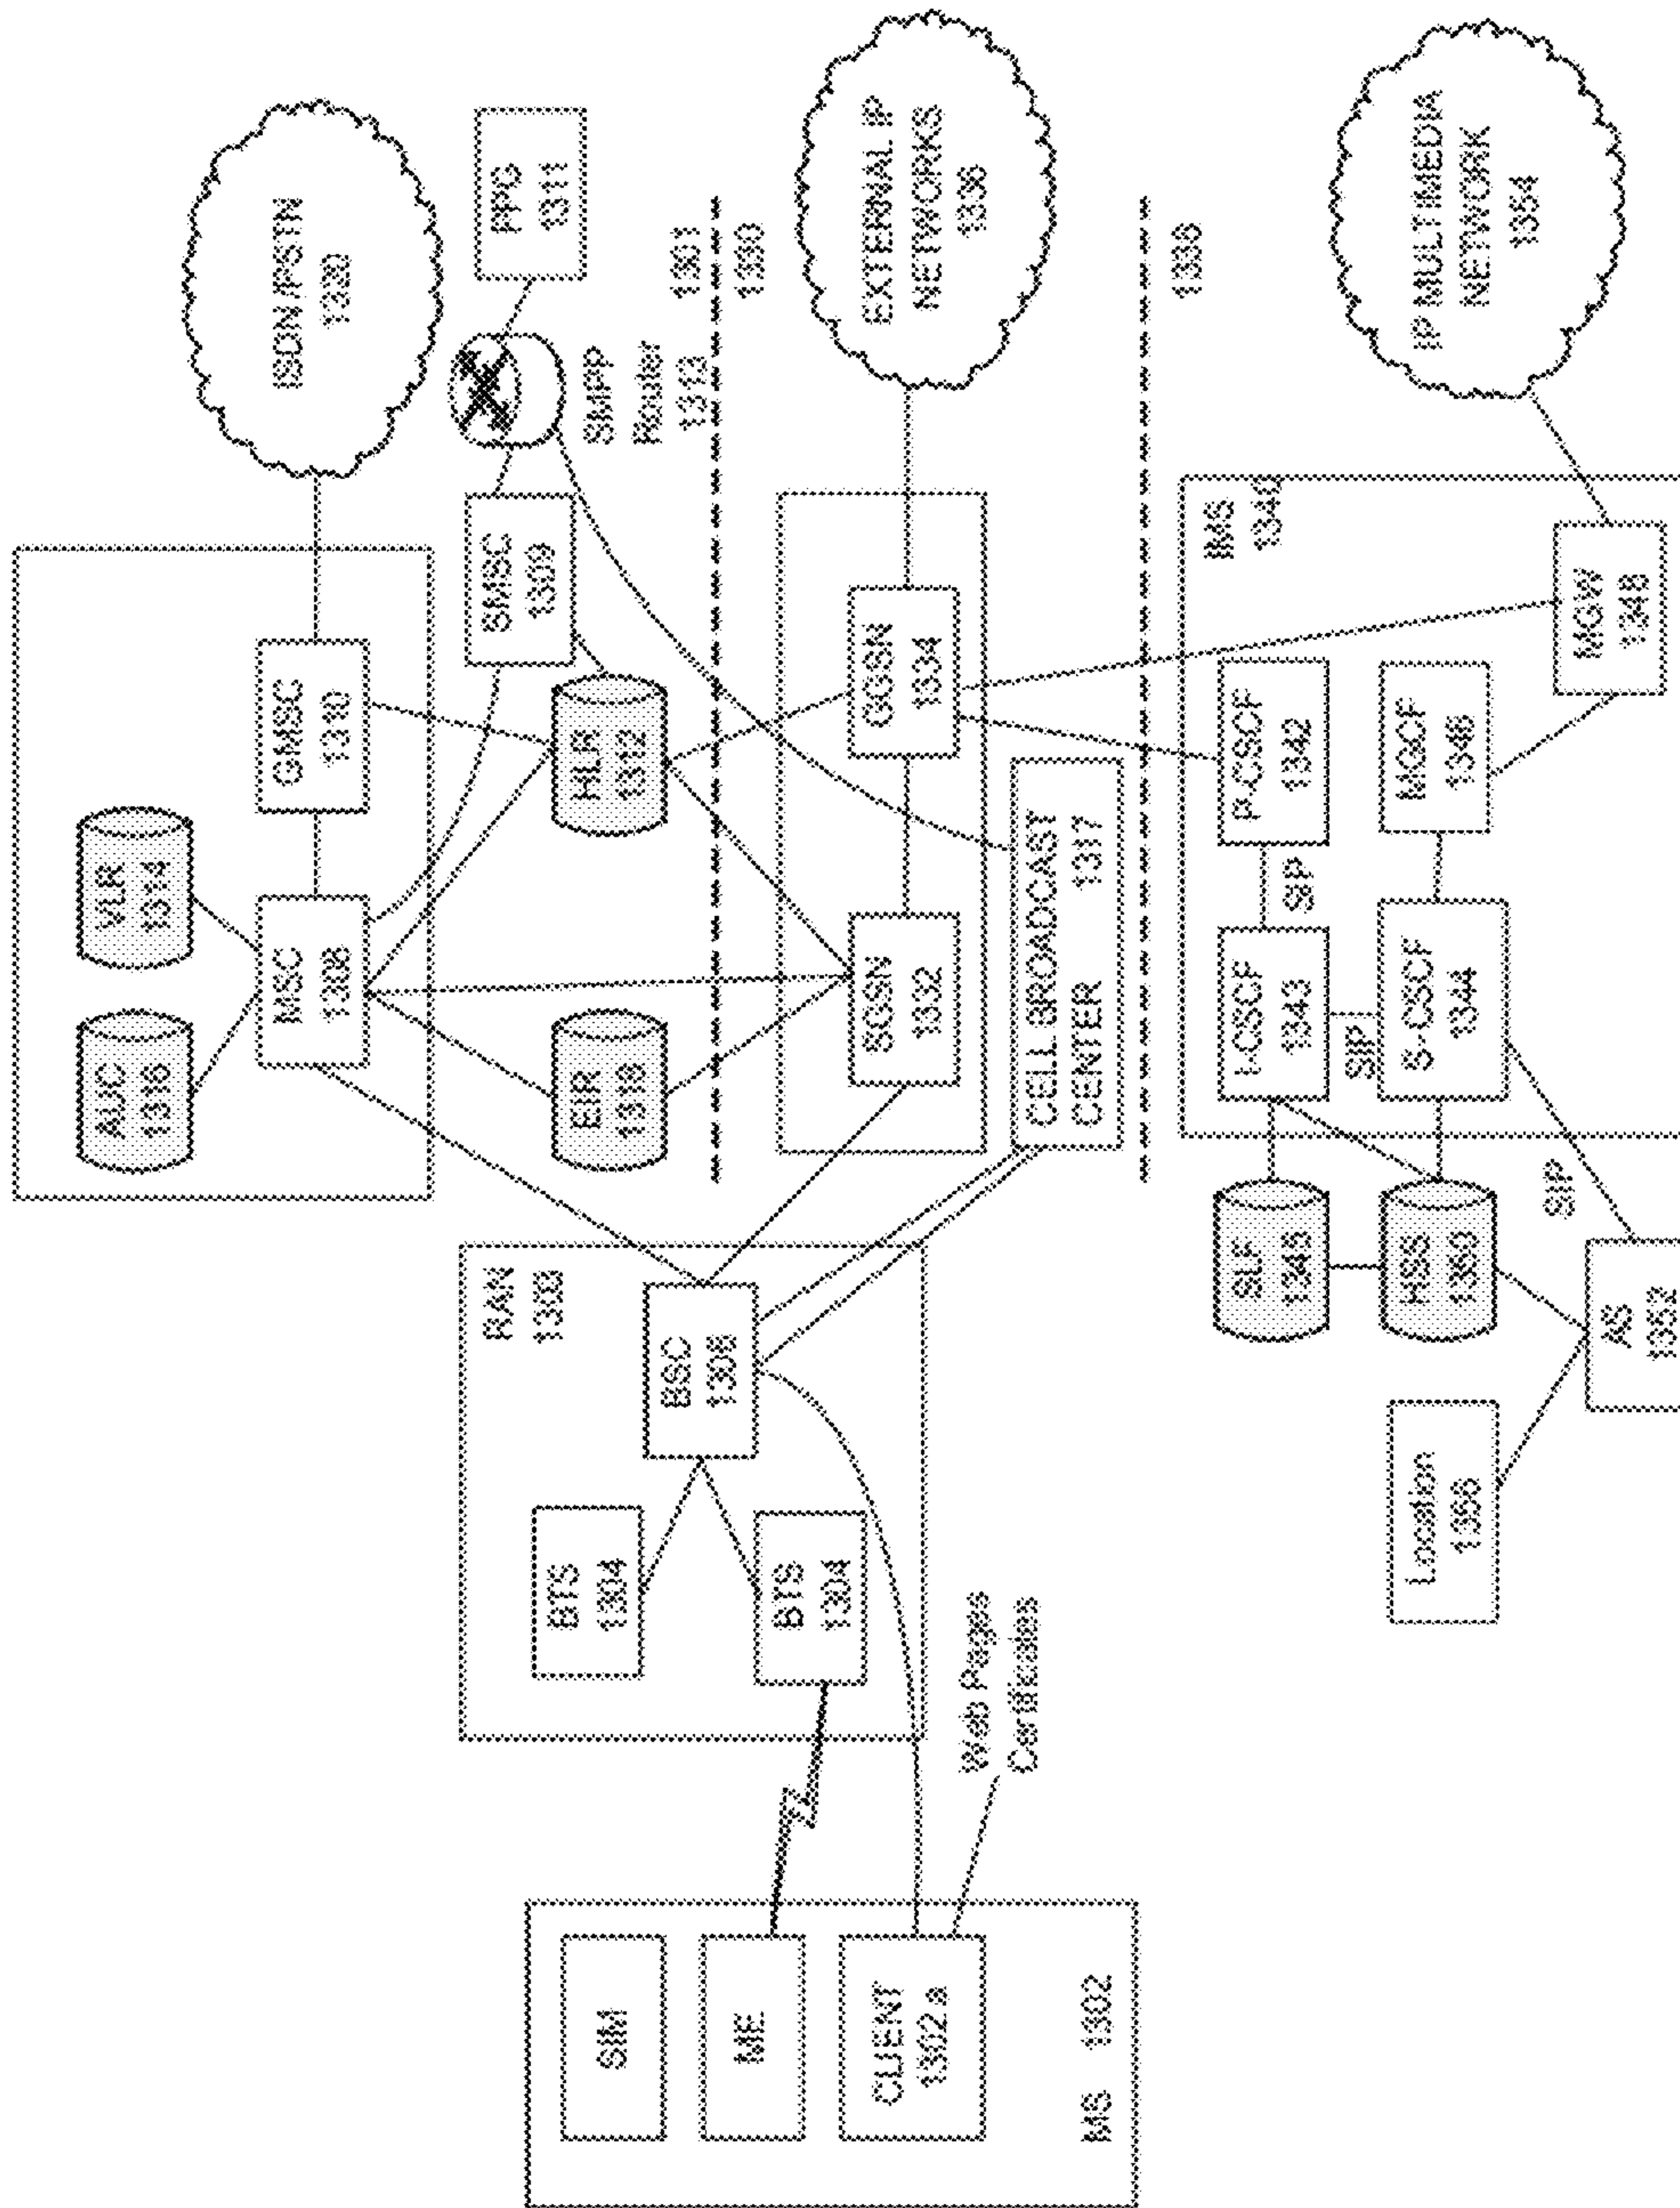 ISDN/PSTN
1320
VLR
1314
AUC
1316
GMSC
1310
MSC
1308
PPG
1311
SMPP
Router
1313
SMSC
1309
HLR
1312
EIR
1318
1301
1330
EXTERNAL IP
NETWORKS
1336
GGSN
1334
SGSN
1332
CELL BROADCAST
CENTER 1317
1338
RAN
1303
BTS
1304
BSC
1306
BTS
1304
SIM
ME
CLIENT
1302a
MS 1302
Web Pages
Certificates
IP MULTIMEDIA
NETWORK
1354
IMS
1340
P-CSCF
1342
SIP
I-CSCF
1343
SIP
S-CSCF
1344
MGCF
1346
MGW
1348
SLF
1345
HSS
1350
SIP
AS
1352
Location
1356